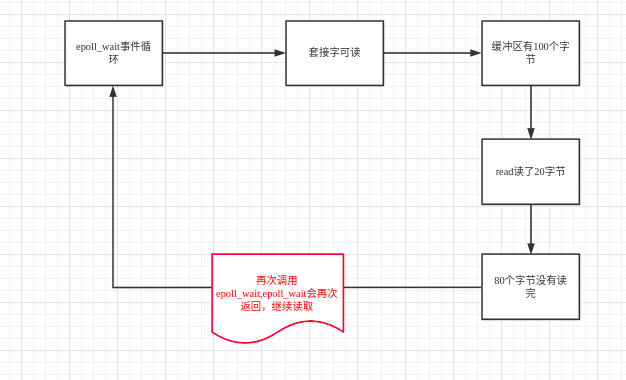 epoll_wait事件循
环
套接字可读
缓冲区有100个字
节
read读了20字节
80个字节没有读
完
再次调用
epoll_wait,epoll_wait会再次
返回，继续读取